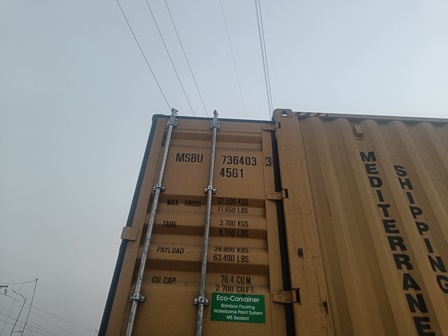 MSBU 736403 3
45G1
MAX. GROSS 32.500 KGS
71.650 LBS
TARE 3.700 KGS
8.160 LBS
PAYLOAD 28.800 KGS
63.490 LBS
CU.CAP. 76.4 CU.M
2 700 CU.FT.
Eco-Container
Bamboo Flooring
Waterborne Paint System
MS Sealant
MEDITERRANE
SHIPPING